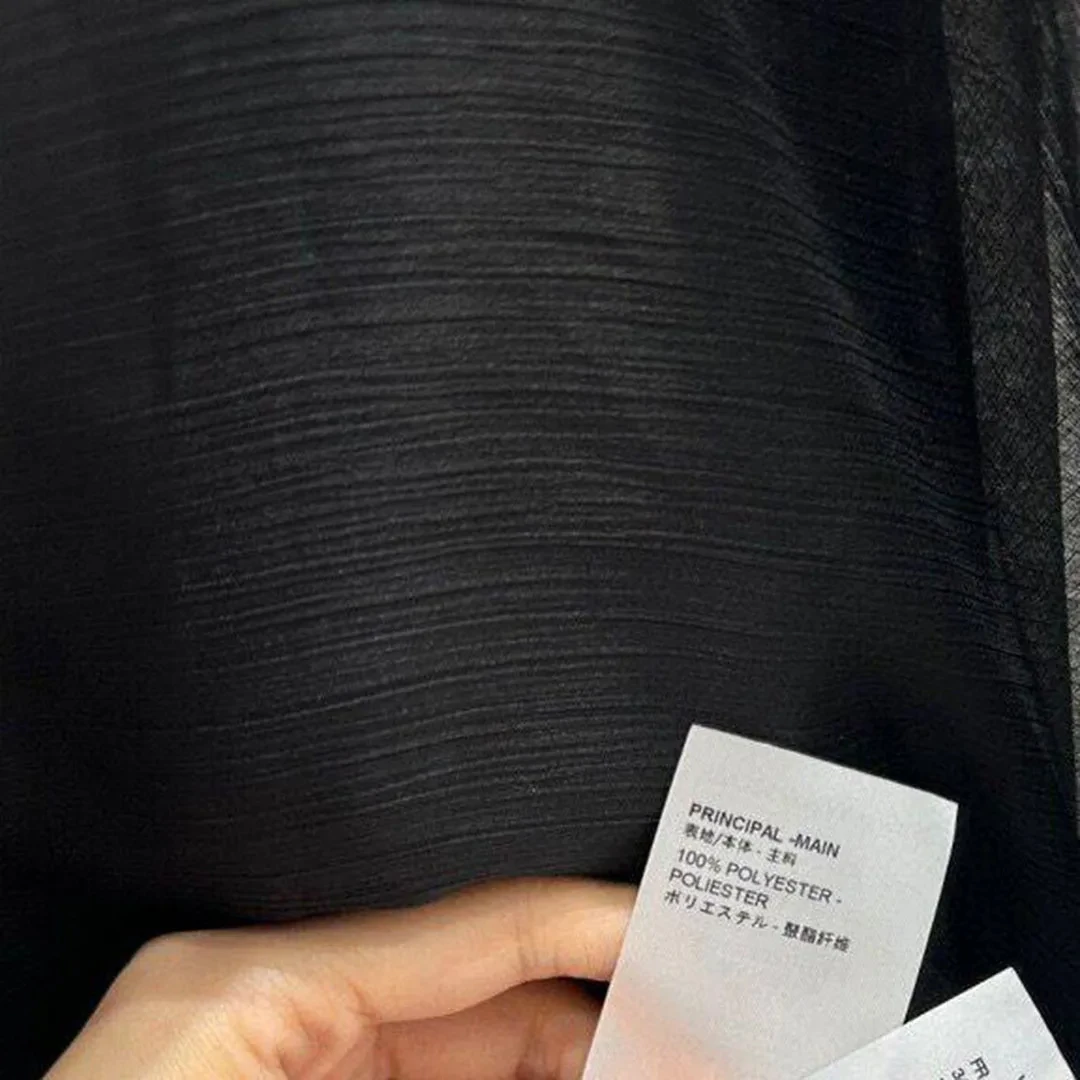 PRINCIPAL -MAIN
表地/本体 - 主料
100% POLYESTER -
POLIESTER
ポリエステル - 聚酯纤维